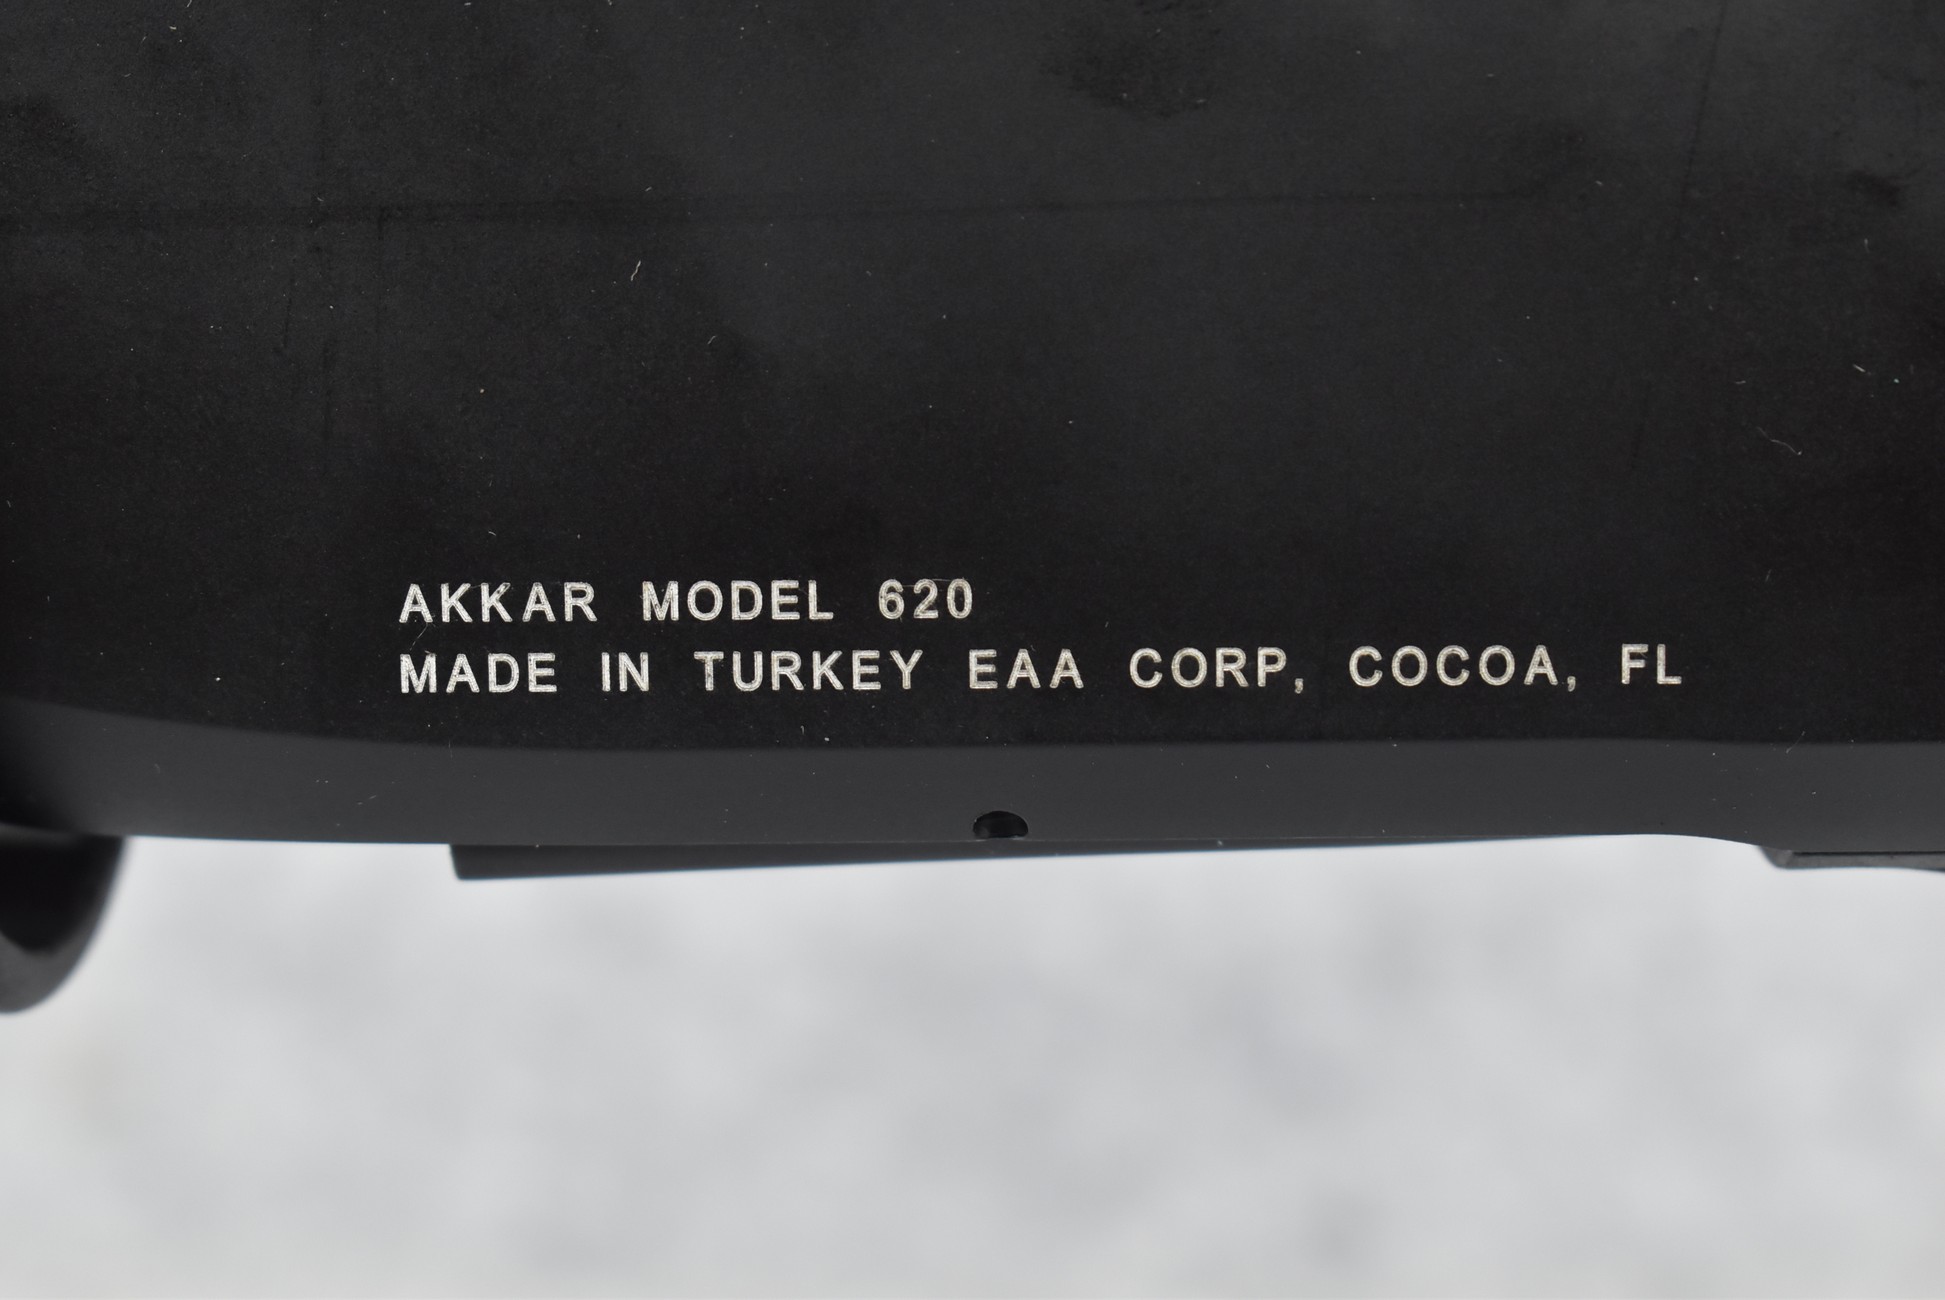 AKKAR MODEL 620
MADE IN TURKEY EAA CORP, COCOA, FL